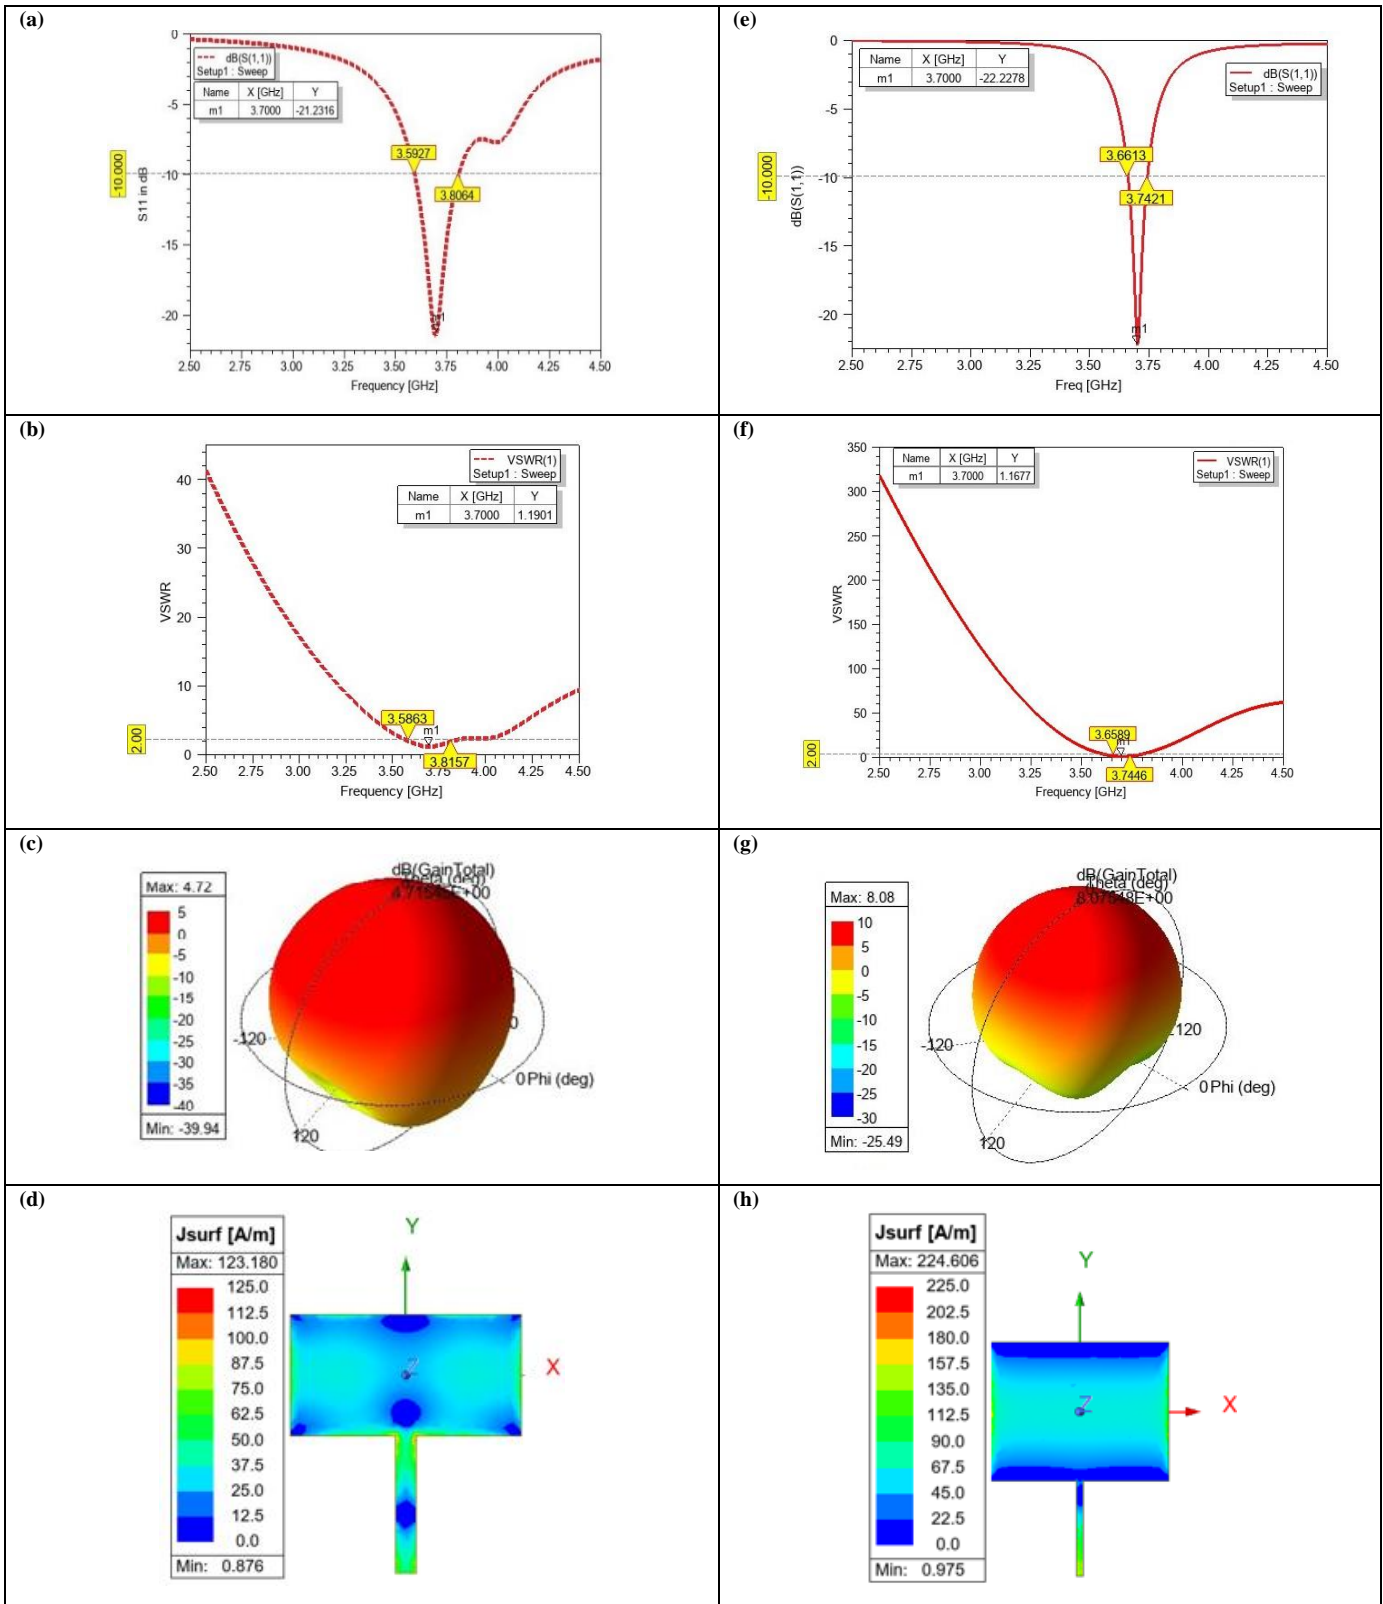 (a)
0
-5
-10
-15
-20
-10.000
S11 in dB
dB(S(1,1))
Setup1 : Sweep
Name X [GHz] Y
m1 3.7000 -21.2316
3.5927
3.8064
m1
2.50 2.75 3.00 3.25 3.50 3.75 4.00 4.25 4.50
Frequency [GHz]
(e)
0
-5
-10
-15
-20
-10.000
dB(S(1,1))
Name X [GHz] Y
m1 3.7000 -22.2278
dB(S(1,1))
Setup1 : Sweep
3.6613
3.7421
m1
2.50 2.75 3.00 3.25 3.50 3.75 4.00 4.25 4.50
Freq [GHz]
(b)
40
30
20
10
0
2.00
VSWR
VSWR(1)
Setup1 : Sweep
Name X [GHz] Y
m1 3.7000 1.1901
3.5863
m1
3.8157
2.50 2.75 3.00 3.25 3.50 3.75 4.00 4.25 4.50
Frequency [GHz]
(f)
350
300
250
200
150
100
50
0
2.00
VSWR
Name X [GHz] Y
m1 3.7000 1.1677
VSWR(1)
Setup1 : Sweep
3.6589
m1
3.7446
2.50 2.75 3.00 3.25 3.50 3.75 4.00 4.25 4.50
Frequency [GHz]
(c)
Max: 4.72
5
0
-5
-10
-15
-20
-25
-30
-35
-40
Min: -39.94
dB(GainTotal)
Theta (deg)
-120
0
0 Phi (deg)
120
(g)
Max: 8.08
10
5
0
-5
-10
-15
-20
-25
-30
Min: -25.49
dB(GainTotal)
Theta (deg)
-120
120
0 Phi (deg)
120
(d)
Jsurf [A/m]
Max: 123.180
125.0
112.5
100.0
87.5
75.0
62.5
50.0
37.5
25.0
12.5
0.0
Min: 0.876
Y
Z
X
(h)
Jsurf [A/m]
Max: 224.606
225.0
202.5
180.0
157.5
135.0
112.5
90.0
67.5
45.0
22.5
0.0
Min: 0.975
Y
Z
X